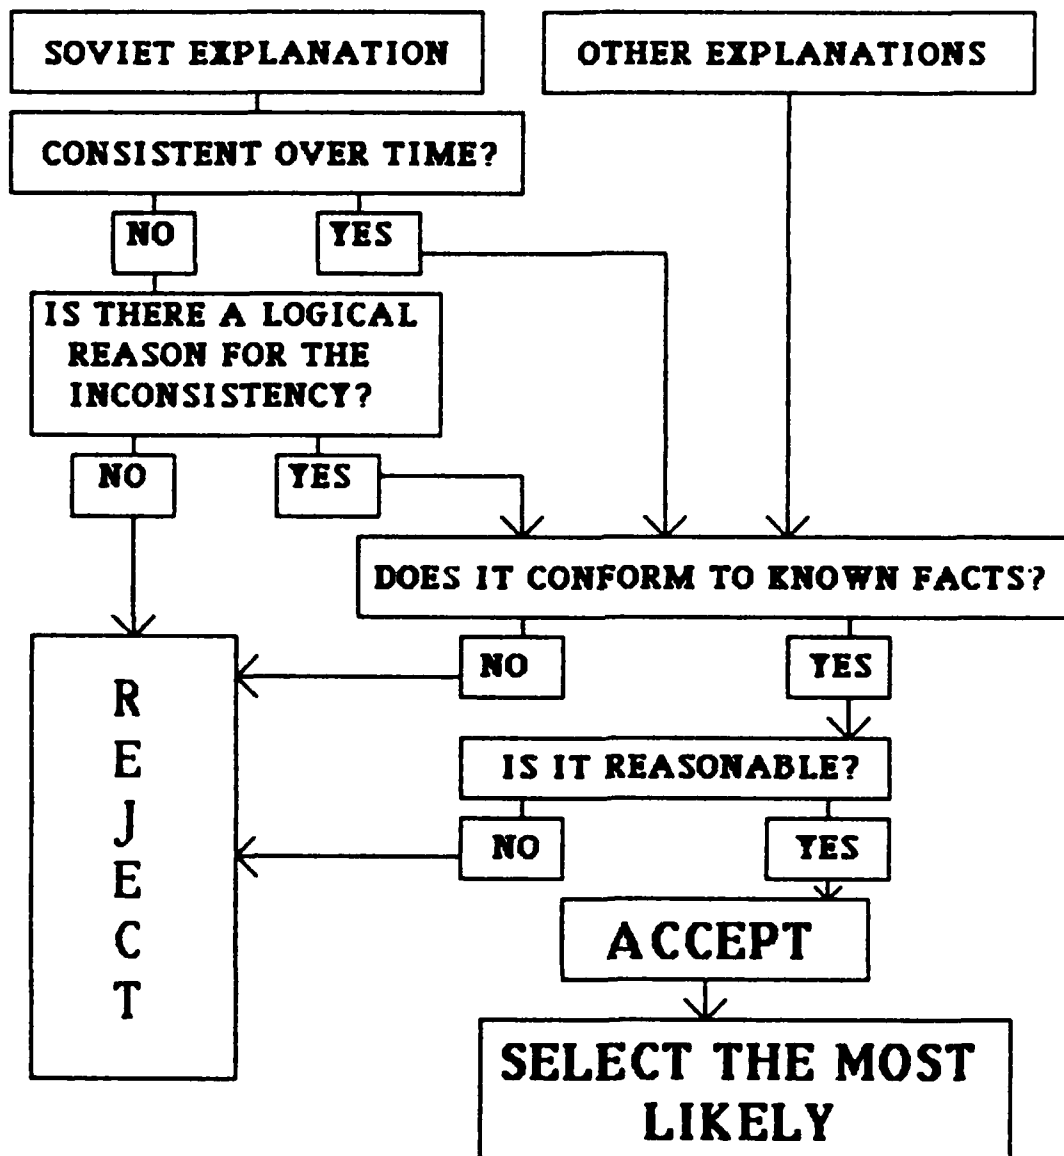 SOVIET EXPLANATION
OTHER EXPLANATIONS
CONSISTENT OVER TIME?
NO
YES
IS THERE A LOGICAL
REASON FOR THE
INCONSISTENCY?
NO
YES
DOES IT CONFORM TO KNOWN FACTS?
NO
YES
IS IT REASONABLE?
NO
YES
REJECT
ACCEPT
SELECT THE MOST
LIKELY